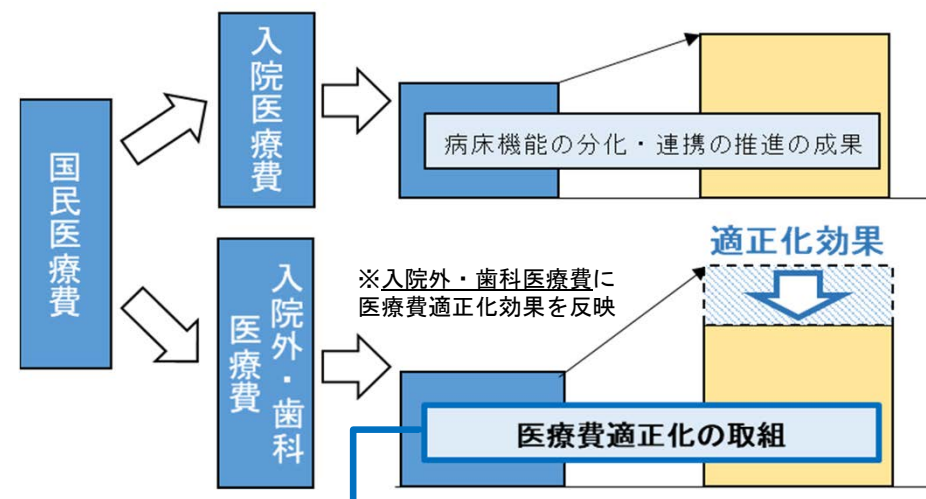 国民医療費
入院医療費
病床機能の分化・連携の推進の成果
入院外・歯科
医療費
※入院外・歯科医療費に
医療費適正化効果を反映
適正化効果
医療費適正化の取組